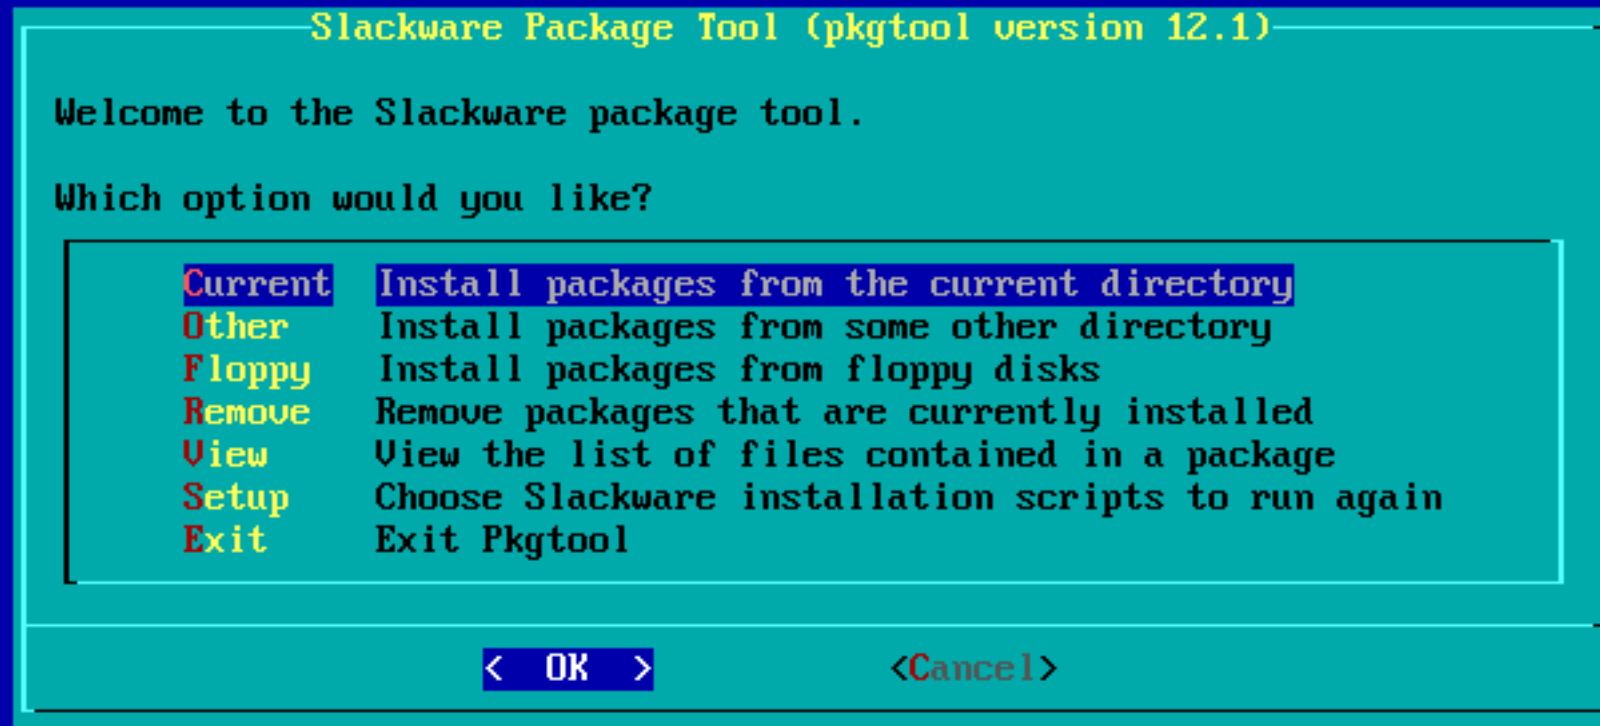 Slackware Package Tool (pkgtool version 12.1)
Welcome to the Slackware package tool.
Which option would you like?
Current Install packages from the current directory
Other Install packages from some other directory
Floppy Install packages from floppy disks
Remove Remove packages that are currently installed
View View the list of files contained in a package
Setup Choose Slackware installation scripts to run again
Exit Exit Pkgtool
< OK > <Cancel>